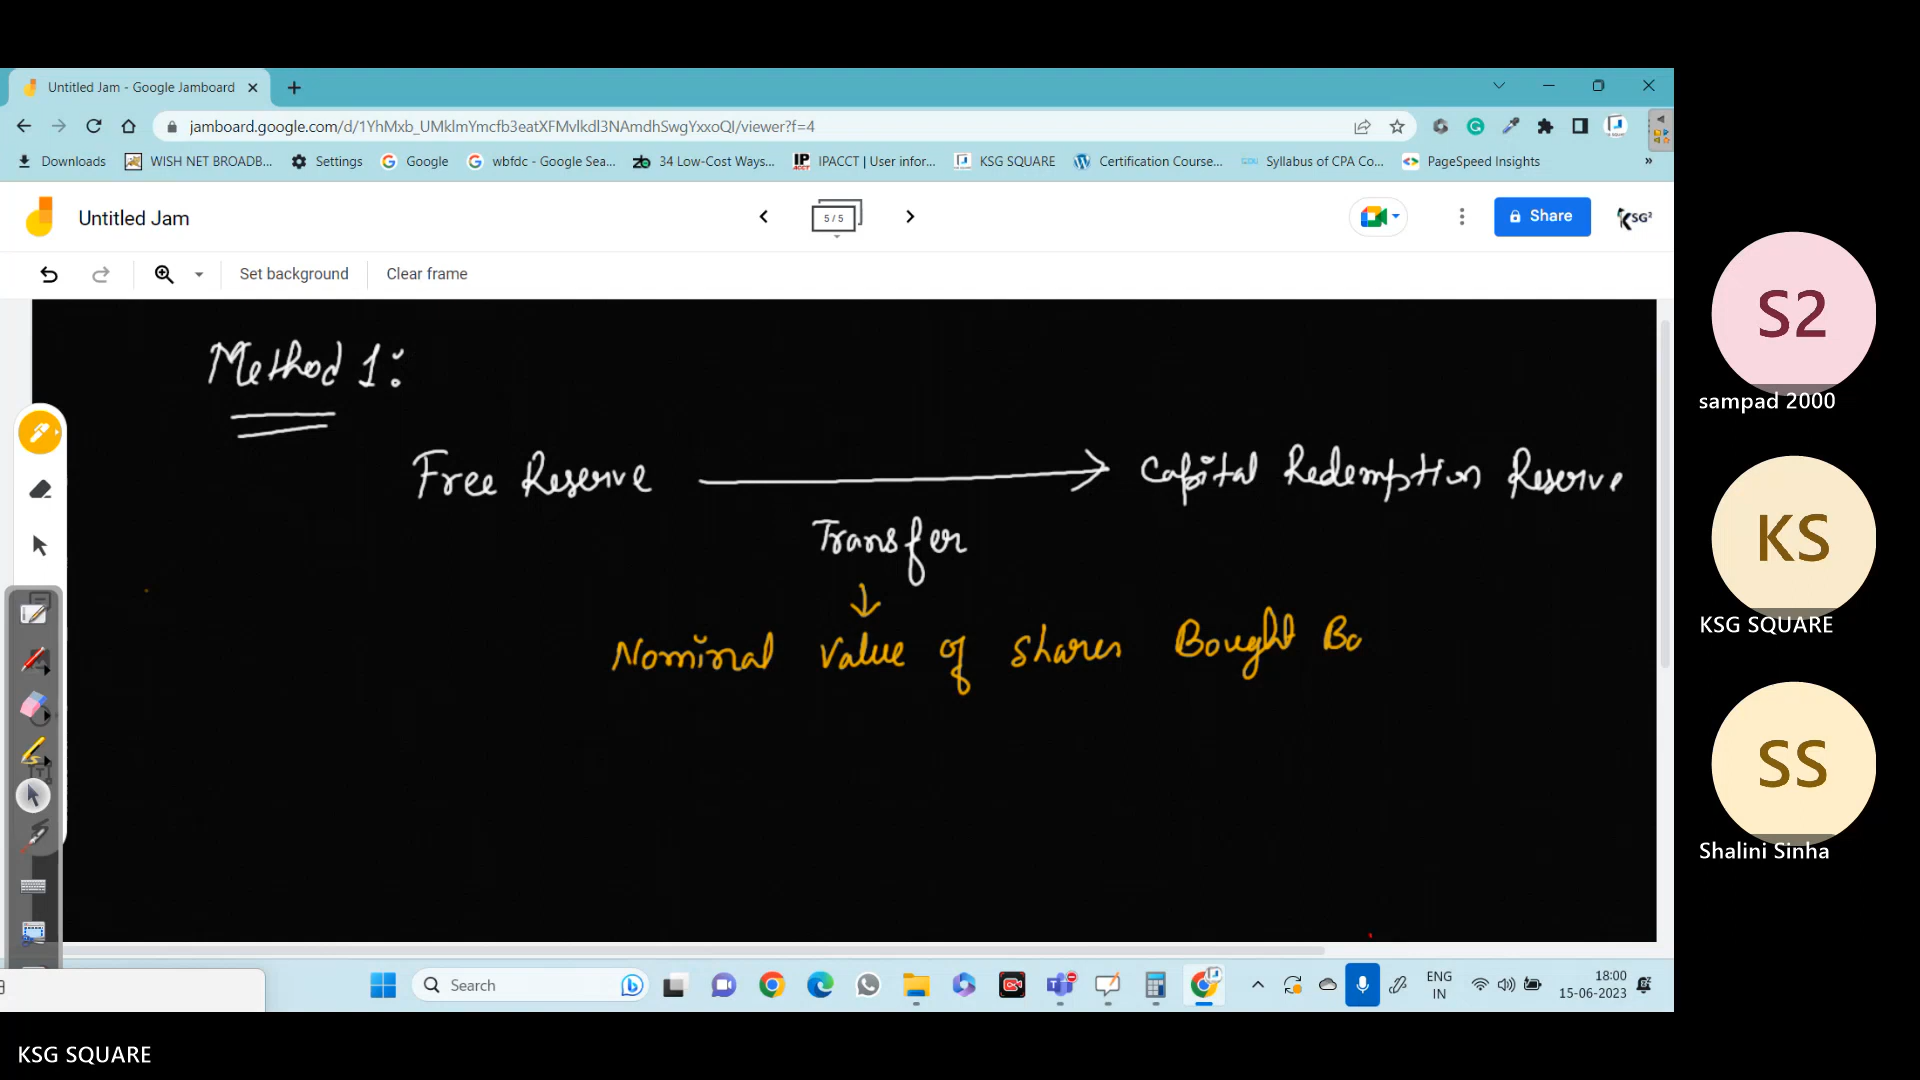 Untitled Jam - Google Jamboard
jamboard.google.com/d/1YhMxb_UMklmYmcfb3eatXFMvlkdl3NAmdhSwgYxxoQI/viewer?f=4
Downloads WISH NET BROADB... Settings Google wbfdc - Google Sea... 34 Low-Cost Ways... IPACCT | User infor... KSG SQUARE Certification Course... Syllabus of CPA Co... PageSpeed Insights »
Untitled Jam
5 / 5
Share
KSG²
Set background Clear frame
Method 1:
Free Reserve → Capital Redemption Reserve
Transfer
↓
Nominal Value of Shares Bought Ba
S2
sampad 2000
KS
KSG SQUARE
SS
Shalini Sinha
Search
ENG
IN
18:00
15-06-2023
KSG SQUARE